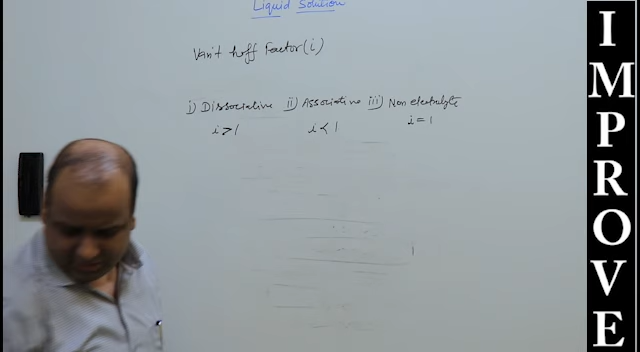 Liquid Solution
Van't hoff Factor (i)
i) Dissociative ii) Associative iii) Non electrolyte
i > 1 i < 1 i = 1
IMPROVE